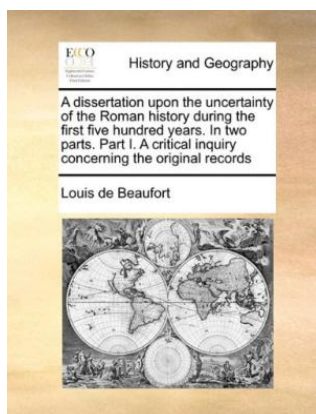 ECCO
History and Geography
A dissertation upon the uncertainty
of the Roman history during the
first five hundred years. In two
parts. Part I. A critical inquiry
concerning the original records
Louis de Beaufort